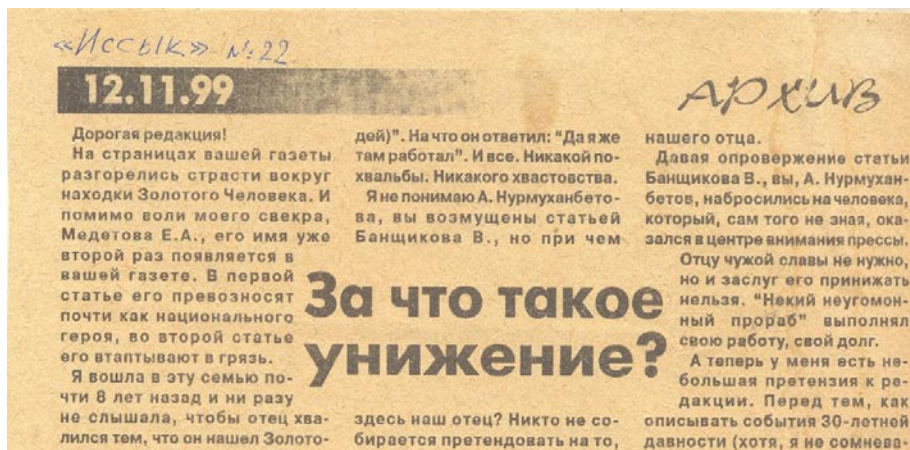 «Иссык» №22
12.11.99
АРХИВ
Дорогая редакция!
На страницах вашей газеты
разгорелись страсти вокруг
находки Золотого Человека. И
помимо воли моего свекра,
Медетова Е.А., его имя уже
второй раз появляется в
вашей газете. В первой
статье его превозносят
почти как национального
героя, во второй статье
его втаптывают в грязь.
Я вошла в эту семью по-
чти 8 лет назад и ни разу
не слышала, чтобы отец хва-
лился тем, что он нашел Золото-
дей)". На что он ответил: "Да я же
там работал". И все. Никакой по-
хвальбы. Никакого хвастовства.
Я не понимаю А. Нурмуханбето-
ва, вы возмущены статьей
Банщикова В., но при чем
За что такое
унижение?
здесь наш отец? Никто не со-
бирается претендовать на то,
нашего отца.
Давая опровержение статьи
Банщикова В., вы, А. Нурмухан-
бетов, набросились на человека,
который, сам того не зная, ока-
зался в центре внимания прессы.
Отцу чужой славы не нужно,
но и заслуг его принижать
нельзя. "Некий неугомон-
ный прораб" выполнял
свою работу, свой долг.
А теперь у меня есть не-
большая претензия к ре-
дакции. Перед тем, как
описывать события 30-летней
давности (хотя, я не сомнева-